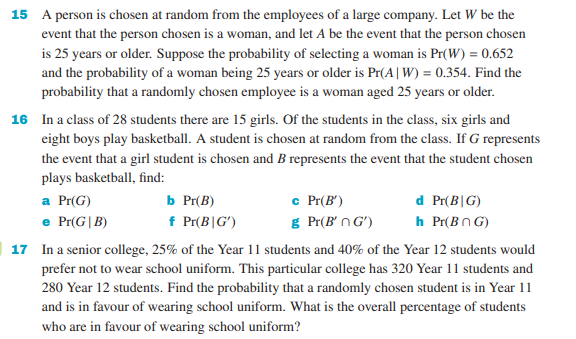 15 A person is chosen at random from the employees of a large company. Let W be the
event that the person chosen is a woman, and let A be the event that the person chosen
is 25 years or older. Suppose the probability of selecting a woman is Pr(W) = 0.652
and the probability of a woman being 25 years or older is Pr(A | W) = 0.354. Find the
probability that a randomly chosen employee is a woman aged 25 years or older.
16 In a class of 28 students there are 15 girls. Of the students in the class, six girls and
eight boys play basketball. A student is chosen at random from the class. If G represents
the event that a girl student is chosen and B represents the event that the student chosen
plays basketball, find:
a Pr(G) b Pr(B) c Pr(B′) d Pr(B | G)
e Pr(G | B) f Pr(B | G′) g Pr(B′ ∩ G′) h Pr(B ∩ G)
17 In a senior college, 25% of the Year 11 students and 40% of the Year 12 students would
prefer not to wear school uniform. This particular college has 320 Year 11 students and
280 Year 12 students. Find the probability that a randomly chosen student is in Year 11
and is in favour of wearing school uniform. What is the overall percentage of students
who are in favour of wearing school uniform?